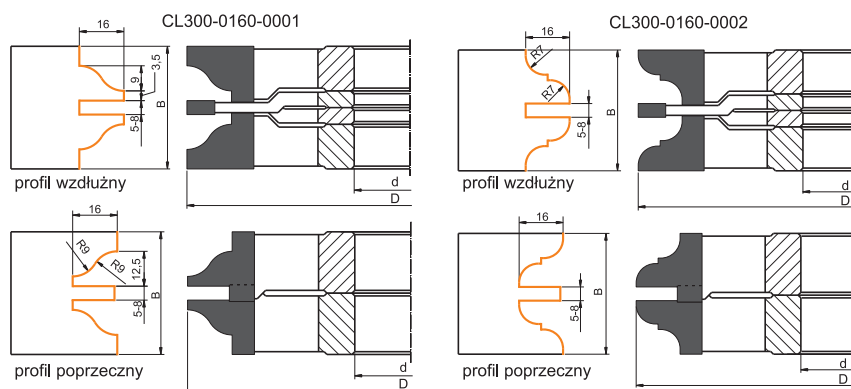 CL300-0160-0001
16
3,5
9
B
5-8
profil wzdłużny
d
D
16
R9
R9
12,5
B
5-8
profil poprzeczny
d
D
CL300-0160-0002
16
R7
R7
B
5-8
profil wzdłużny
d
D
16
B
5-8
profil poprzeczny
d
D